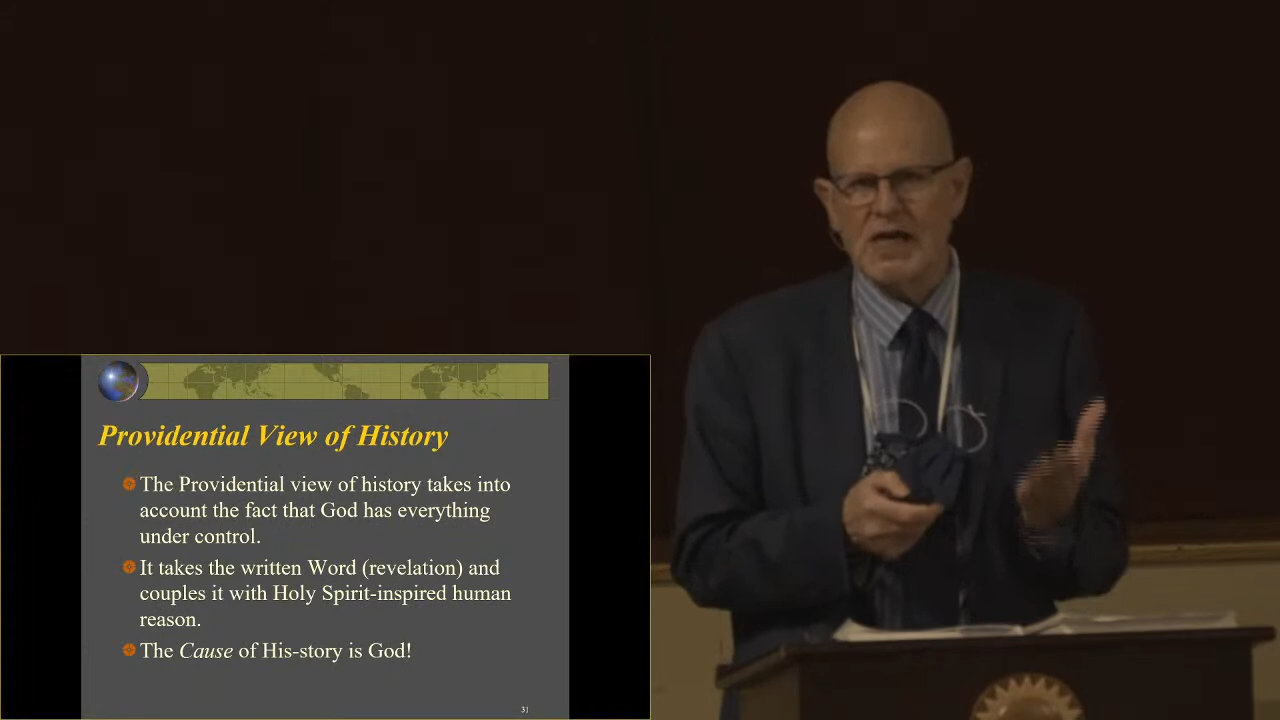 Providential View of History
The Providential view of history takes into
account the fact that God has everything
under control.
It takes the written Word (revelation) and
couples it with Holy Spirit-inspired human
reason.
The Cause of His-story is God!
31